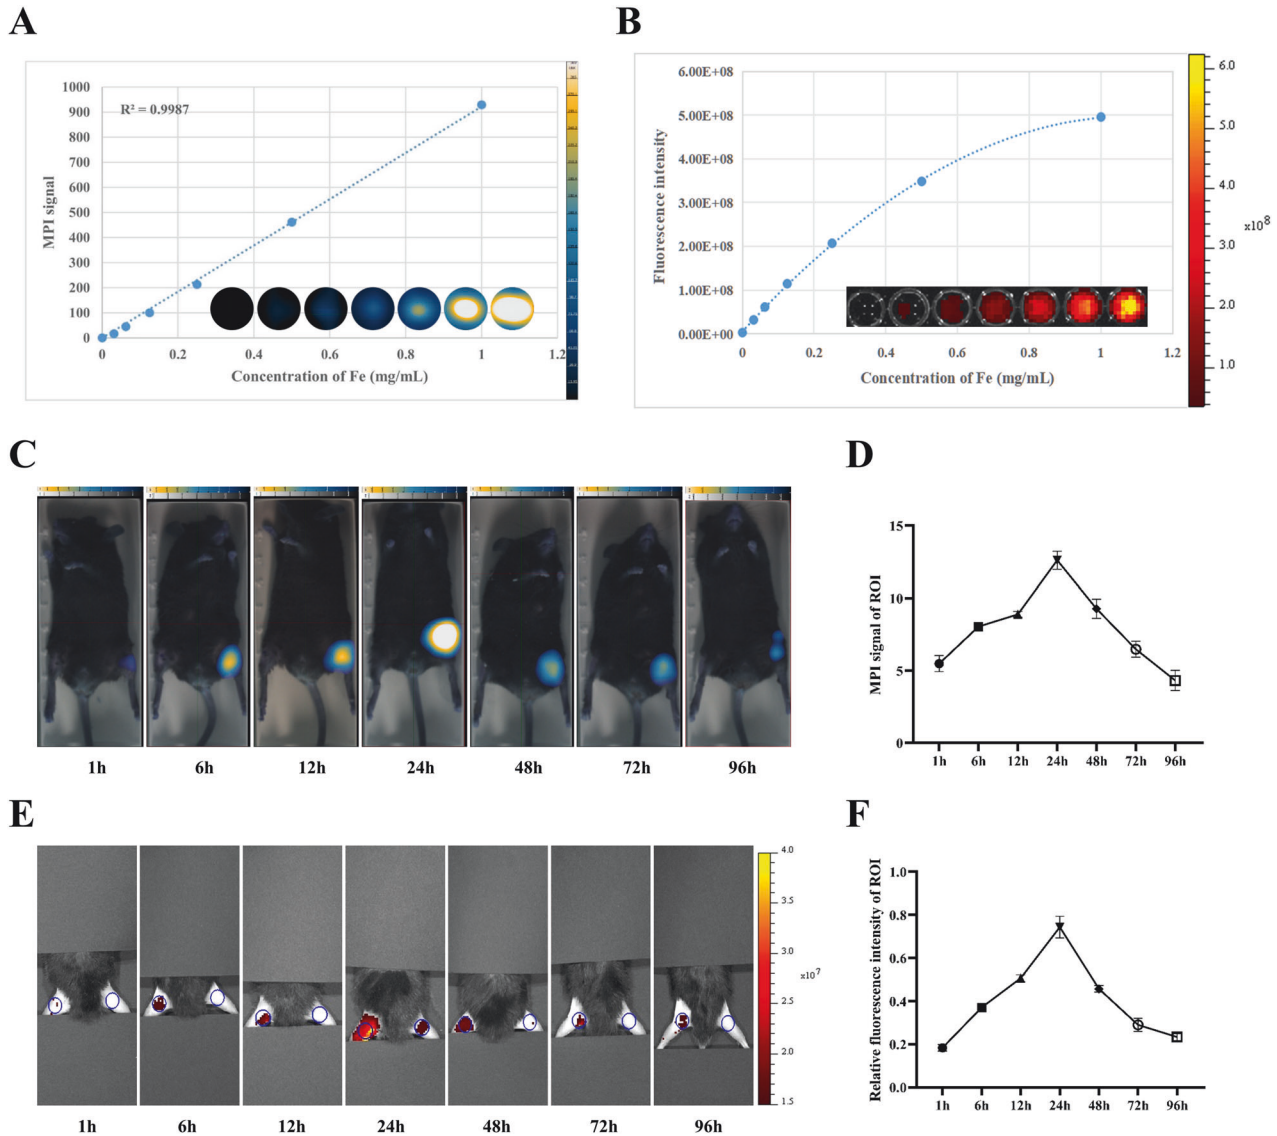 A
1000
900
800
700
600
500
400
300
200
100
0
R² = 0.9987
MPI signal
0 0.2 0.4 0.6 0.8 1 1.2
Concentration of Fe (mg/mL)
B
6.00E+08
5.00E+08
4.00E+08
3.00E+08
2.00E+08
1.00E+08
0.00E+00
Fluorescence intensity
0 0.2 0.4 0.6 0.8 1 1.2
Concentration of Fe (mg/mL)
6.0
5.0
4.0
3.0
2.0
1.0
x10⁸
C
1h 6h 12h 24h 48h 72h 96h
D
15
10
5
0
MPI signal of ROI
1h 6h 12h 24h 48h 72h 96h
E
4.0
3.5
3.0
2.5
2.0
1.5
x10⁷
1h 6h 12h 24h 48h 72h 96h
F
1.0
0.8
0.6
0.4
0.2
0.0
Relative fluorescence intensity of ROI
1h 6h 12h 24h 48h 72h 96h